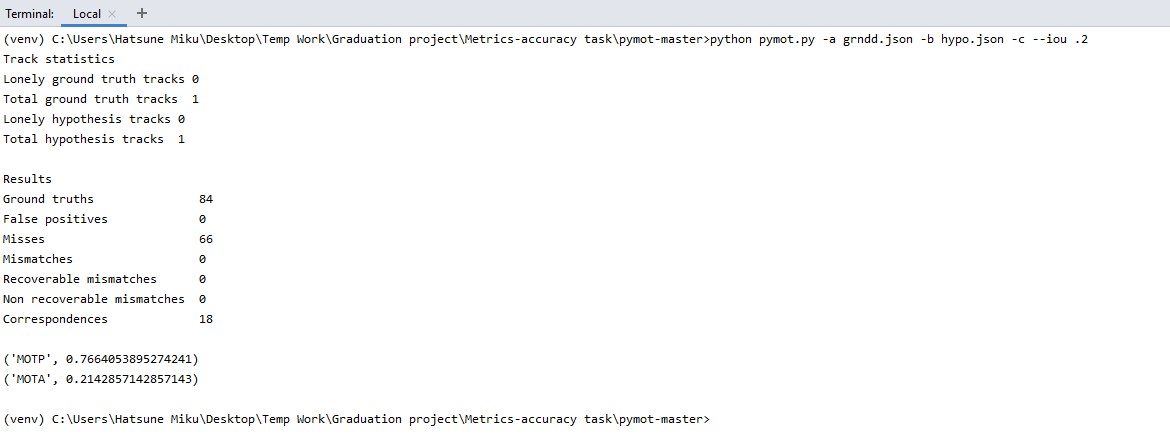 Terminal: Local × +
(venv) C:\Users\Hatsune Miku\Desktop\Temp Work\Graduation project\Metrics-accuracy task\pymot-master>python pymot.py -a grndd.json -b hypo.json -c --iou .2
Track statistics
Lonely ground truth tracks 0
Total ground truth tracks  1
Lonely hypothesis tracks 0
Total hypothesis tracks  1

Results
Ground truths               84
False positives             0
Misses                      66
Mismatches                  0
Recoverable mismatches      0
Non recoverable mismatches  0
Correspondences             18

('MOTP', 0.7664053895274241)
('MOTA', 0.2142857142857143)

(venv) C:\Users\Hatsune Miku\Desktop\Temp Work\Graduation project\Metrics-accuracy task\pymot-master>